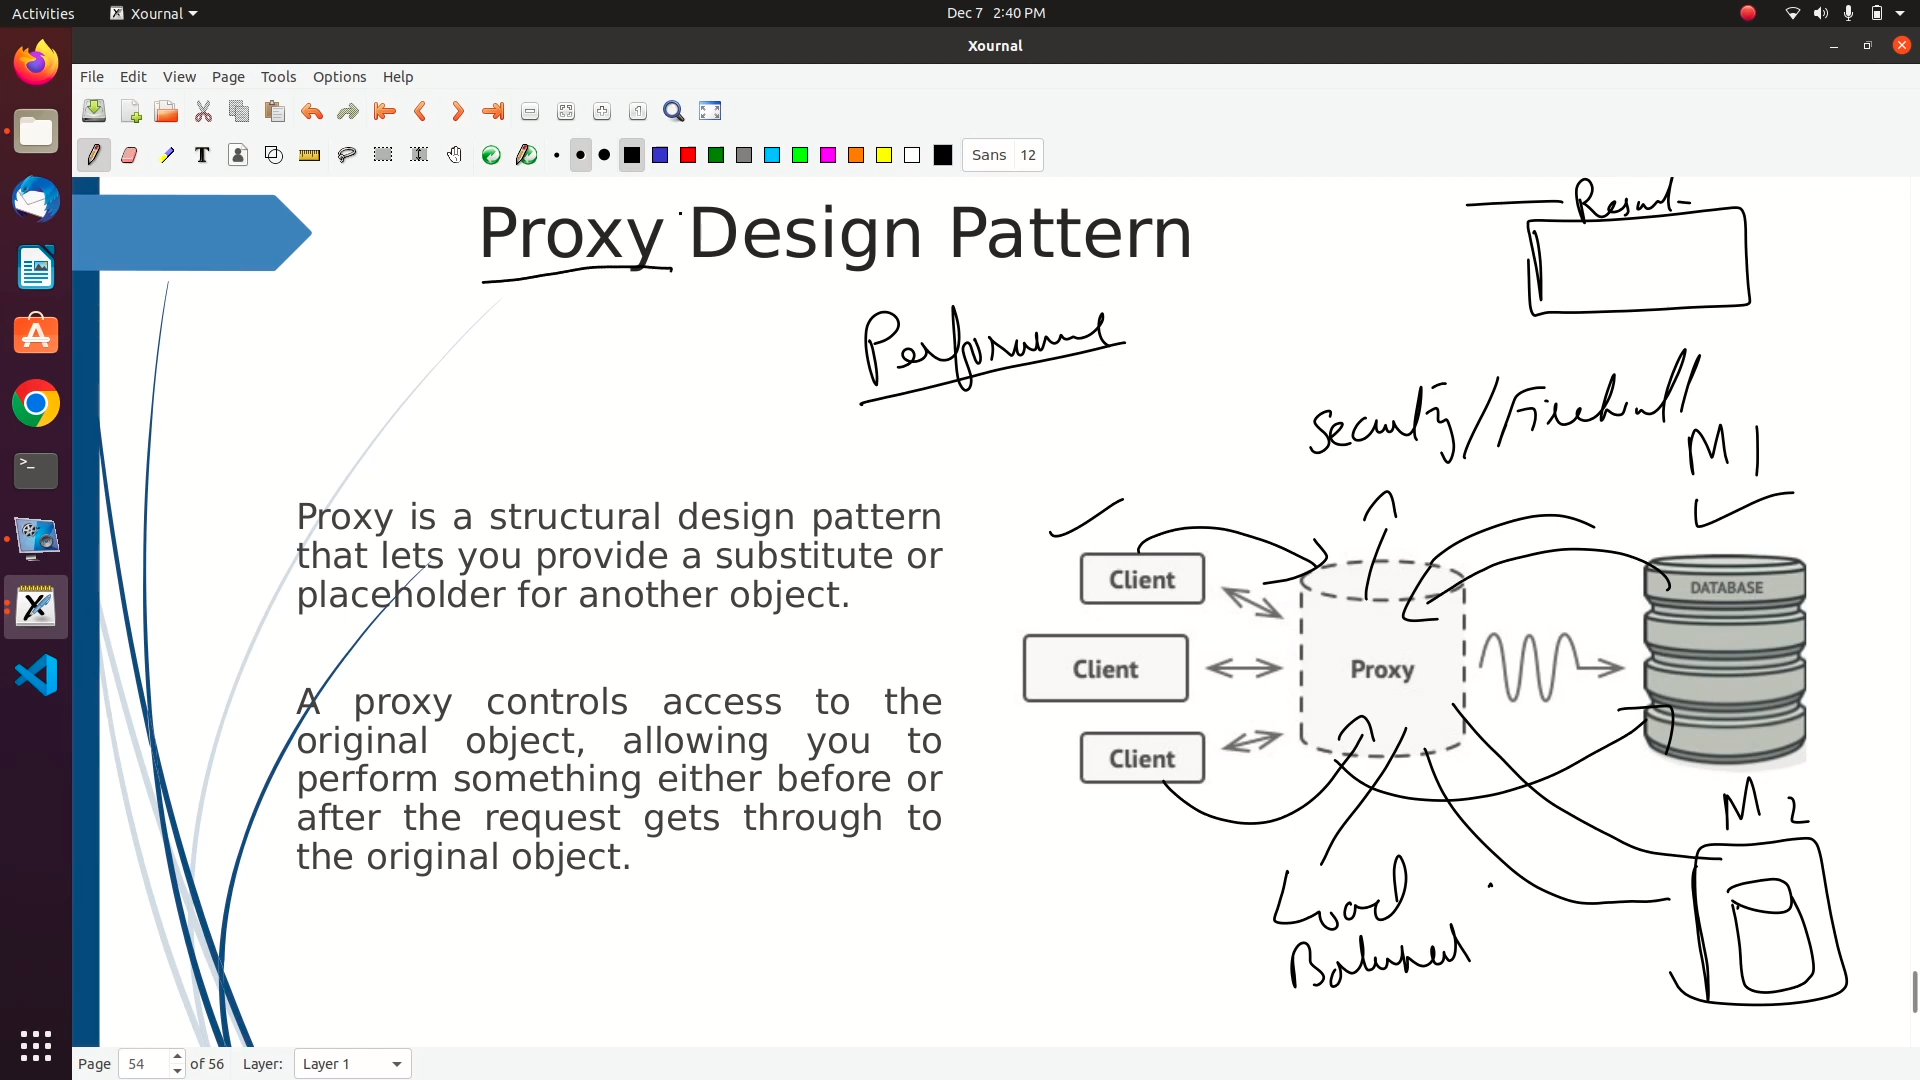 Activities Xournal Dec 7 2:40 PM
Xournal
File Edit View Page Tools Options Help
Sans 12
Proxy Design Pattern
Result
Performance
Security/Firewall
M1
Proxy is a structural design pattern
that lets you provide a substitute or
placeholder for another object.
A proxy controls access to the
original object, allowing you to
perform something either before or
after the request gets through to
the original object.
Client
Client
Client
Proxy
DATABASE
M2
Load
Balancer
Page 54 of 56 Layer: Layer 1